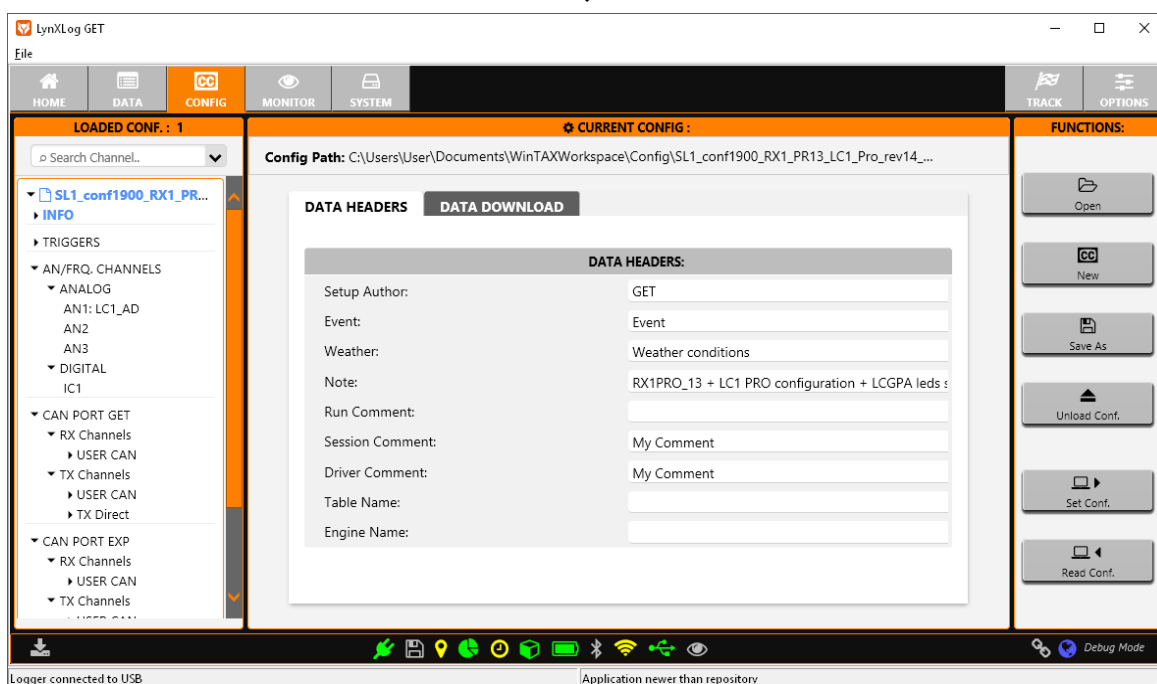 LynXLog GET
File
HOME
DATA
CC
CONFIG
MONITOR
SYSTEM
TRACK
OPTIONS
LOADED CONF. : 1
Search Channel..
SL1_conf1900_RX1_PR...
INFO
TRIGGERS
AN/FRQ. CHANNELS
ANALOG
AN1: LC1_AD
AN2
AN3
DIGITAL
IC1
CAN PORT GET
RX Channels
USER CAN
TX Channels
USER CAN
TX Direct
CAN PORT EXP
RX Channels
USER CAN
TX Channels
CURRENT CONFIG :
Config Path: C:\Users\User\Documents\WinTAXWorkspace\Config\SL1_conf1900_RX1_PR13_LC1_Pro_rev14_...
DATA HEADERS
DATA DOWNLOAD
DATA HEADERS:
Setup Author: GET
Event: Event
Weather: Weather conditions
Note: RX1PRO_13 + LC1 PRO configuration + LCGPA leds s
Run Comment:
Session Comment: My Comment
Driver Comment: My Comment
Table Name:
Engine Name:
FUNCTIONS:
Open
CC
New
Save As
Unload Conf.
Set Conf.
Read Conf.
Debug Mode
Logger connected to USB
Application newer than repository